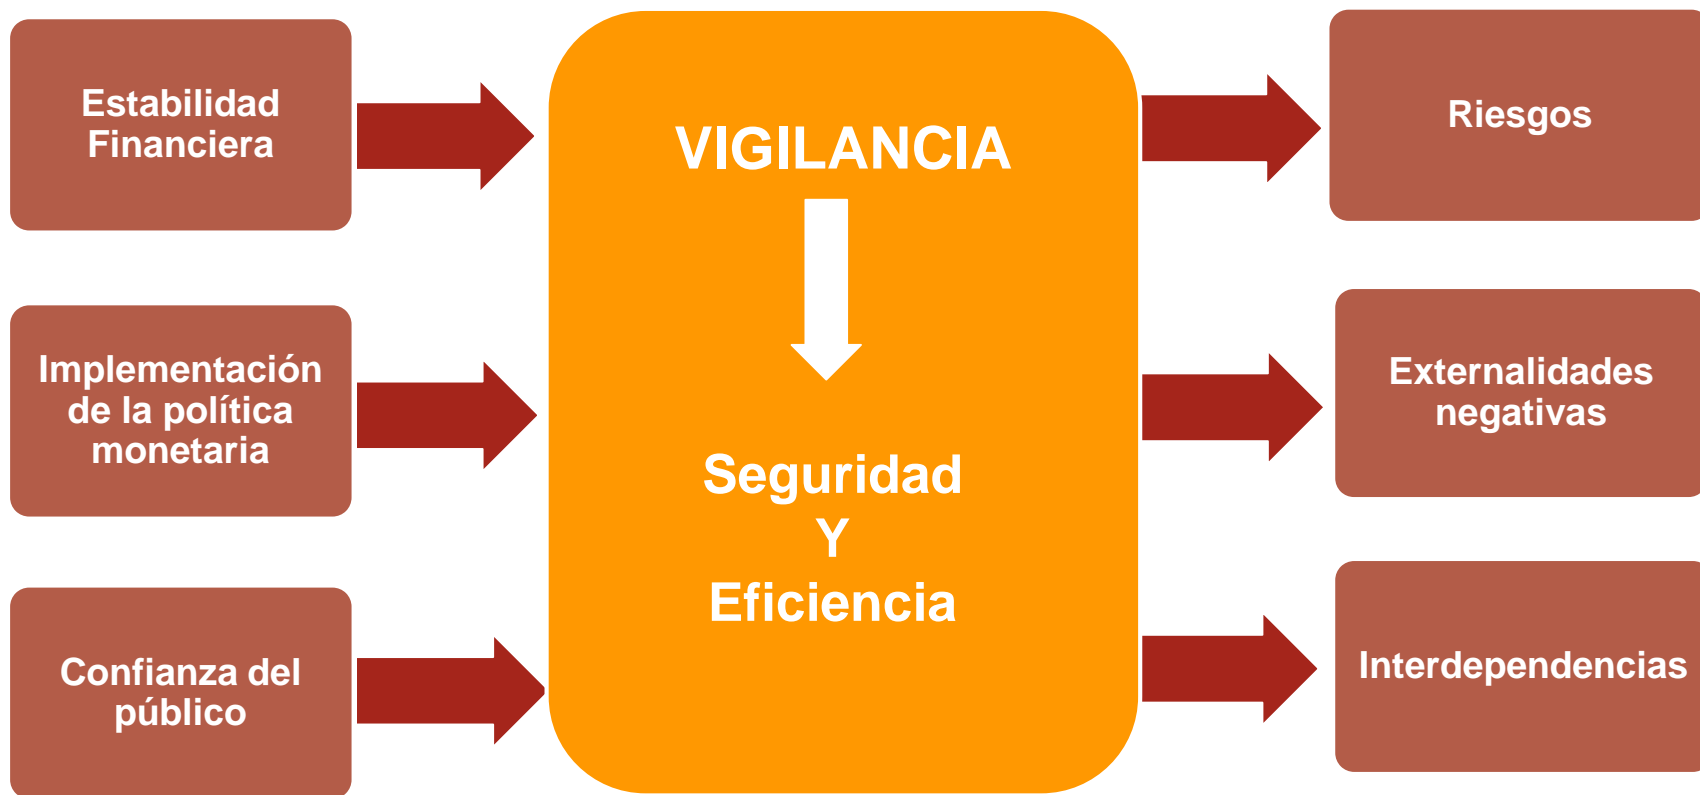 Estabilidad
Financiera
Implementación
de la política
monetaria
Confianza del
público
VIGILANCIA
Seguridad
Y
Eficiencia
Riesgos
Externalidades
negativas
Interdependencias